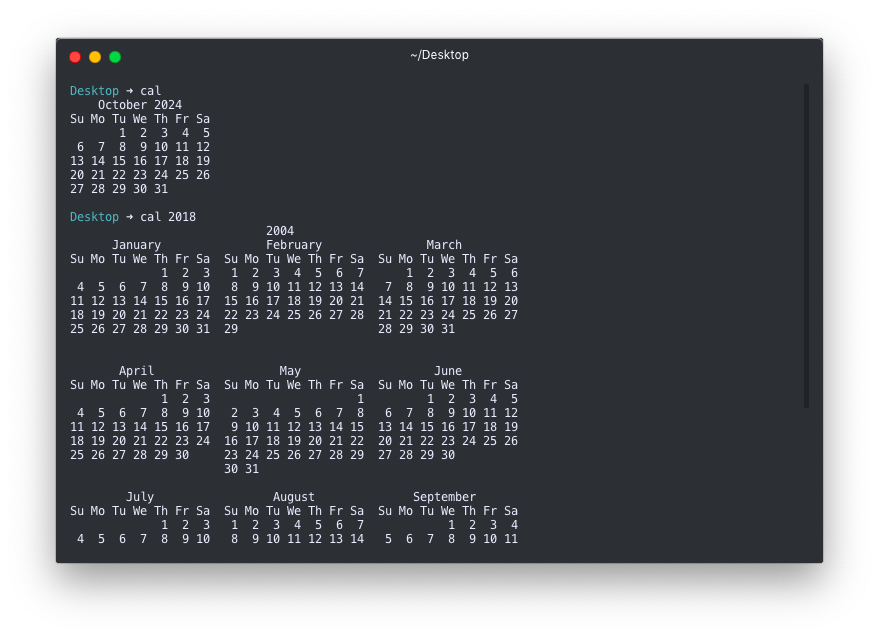 ~/Desktop
Desktop ➜ cal
    October 2024
Su Mo Tu We Th Fr Sa
       1  2  3  4  5
 6  7  8  9 10 11 12
13 14 15 16 17 18 19
20 21 22 23 24 25 26
27 28 29 30 31
Desktop ➜ cal 2018
                            2004
      January               February               March
Su Mo Tu We Th Fr Sa  Su Mo Tu We Th Fr Sa  Su Mo Tu We Th Fr Sa
             1  2  3   1  2  3  4  5  6  7      1  2  3  4  5  6
 4  5  6  7  8  9 10   8  9 10 11 12 13 14   7  8  9 10 11 12 13
11 12 13 14 15 16 17  15 16 17 18 19 20 21  14 15 16 17 18 19 20
18 19 20 21 22 23 24  22 23 24 25 26 27 28  21 22 23 24 25 26 27
25 26 27 28 29 30 31  29                    28 29 30 31
       April                  May                   June
Su Mo Tu We Th Fr Sa  Su Mo Tu We Th Fr Sa  Su Mo Tu We Th Fr Sa
             1  2  3                     1         1  2  3  4  5
 4  5  6  7  8  9 10   2  3  4  5  6  7  8   6  7  8  9 10 11 12
11 12 13 14 15 16 17   9 10 11 12 13 14 15  13 14 15 16 17 18 19
18 19 20 21 22 23 24  16 17 18 19 20 21 22  20 21 22 23 24 25 26
25 26 27 28 29 30     23 24 25 26 27 28 29  27 28 29 30
                      30 31
        July                 August              September
Su Mo Tu We Th Fr Sa  Su Mo Tu We Th Fr Sa  Su Mo Tu We Th Fr Sa
             1  2  3   1  2  3  4  5  6  7            1  2  3  4
 4  5  6  7  8  9 10   8  9 10 11 12 13 14   5  6  7  8  9 10 11